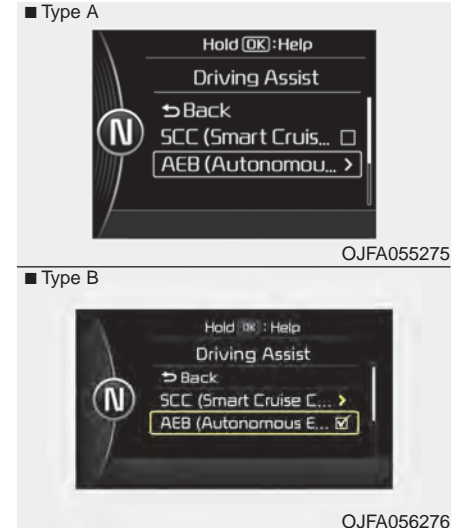 ■ Type A
Hold OK :Help
Driving Assist
Back
SCC (Smart Cruis...
AEB (Autonomou... >
N
OJFA055275
■ Type B
Hold OK : Help
Driving Assist
Back
SCC (Smart Cruise C... >
AEB (Autonomous E...
N
OJFA056276